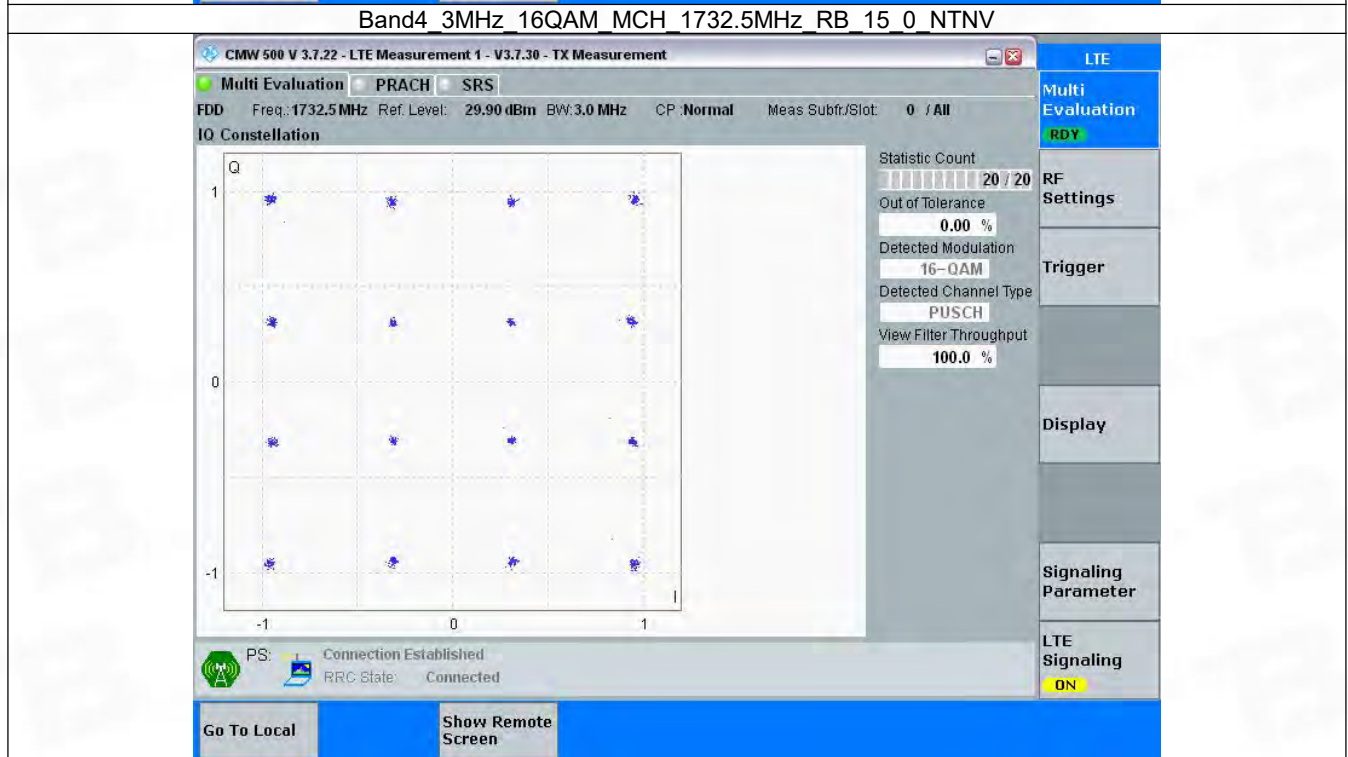 Band4_3MHz_16QAM_MCH_1732.5MHz_RB_15_0_NTNV
CMW 500 V 3.7.22 - LTE Measurement 1 - V3.7.30 - TX Measurement
LTE
Multi Evaluation PRACH SRS
Multi
Evaluation
RDY
FDD Freq.:1732.5 MHz Ref. Level: 29.90 dBm BW:3.0 MHz CP :Normal Meas Subfr./Slot: 0 / All
IQ Constellation
Q
1
0
-1
I
-1 0 1
Statistic Count
20 / 20
Out of Tolerance
0.00 %
Detected Modulation
16-QAM
Detected Channel Type
PUSCH
View Filter Throughput
100.0 %
RF
Settings
Trigger
Display
Signaling
Parameter
LTE
Signaling
ON
PS: Connection Established
RRC State: Connected
Go To Local
Show Remote
Screen